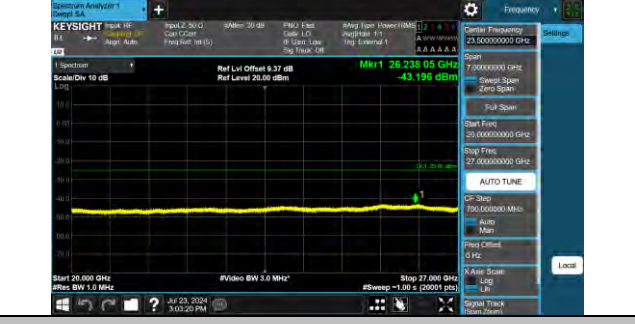 Spectrum Analyzer 1
Swept SA
Frequency
KEYSIGHT
Input: RF
Input Z: 50 Ω
#Atten: 30 dB
PNO: Fast
#Avg Type: Power (RMS)
Align: Auto
Freq Ref: Int (S)
Gate: LO
IF Gain: Low
Sig Track: Off
Avg|Hold: 1/1
Trig: External 1
A A A A A A
LW
1 Spectrum
Scale/Div 10 dB
Log
Ref Lvl Offset 9.37 dB
Ref Level 20.00 dBm
Mkr1 26.238 05 GHz
-43.196 dBm
1
Start 20.000 GHz
#Res BW 1.0 MHz
#Video BW 3.0 MHz*
Stop 27.000 GHz
#Sweep ~1.00 s (20001 pts)
Jul 23, 2024
3:03:20 PM
Center Frequency
23.500000000 GHz
Settings
Span
7.00000000 GHz
Swept Span
Zero Span
Full Span
Start Freq
20.000000000 GHz
Stop Freq
27.000000000 GHz
AUTO TUNE
CF Step
700.000000 MHz
Auto
Man
Freq Offset
0 Hz
X Axis Scale
Log
Lin
Signal Track
(Span Zoom)
Local